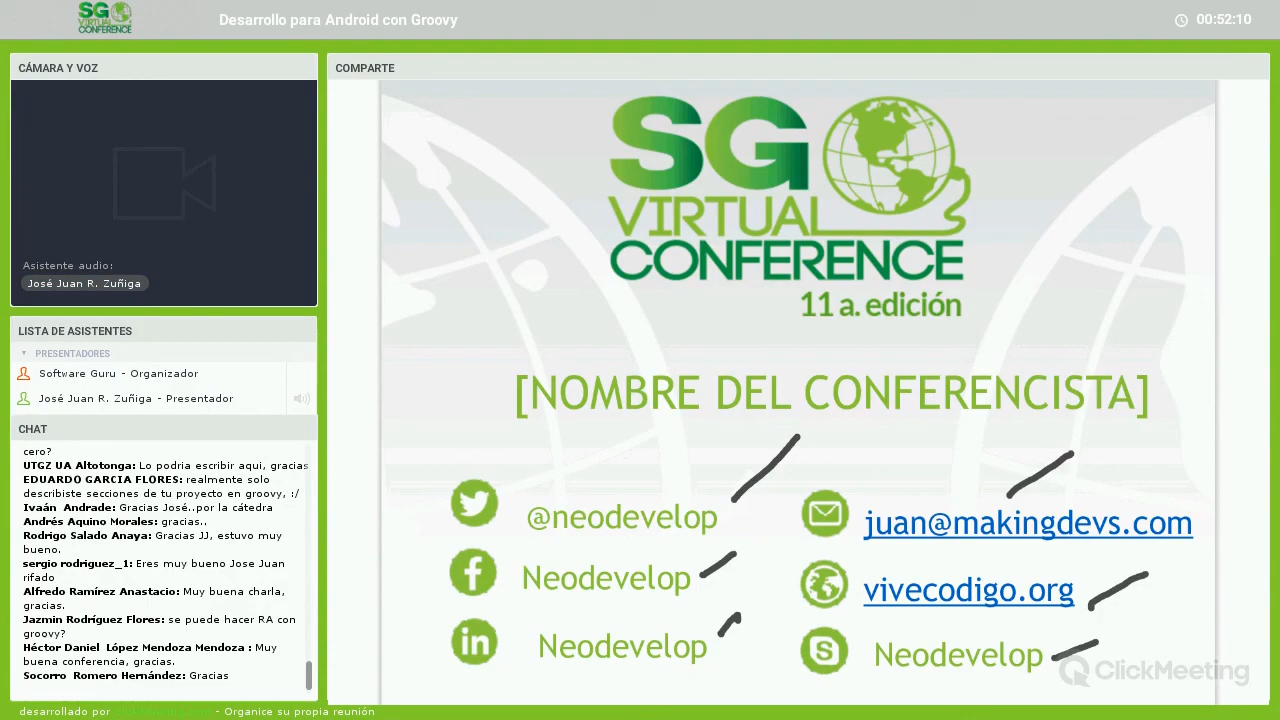 SG
VIRTUAL
CONFERENCE
Desarrollo para Android con Groovy
00:52:10
CÁMARA Y VOZ
Asistente audio:
José Juan R. Zuñiga
LISTA DE ASISTENTES
PRESENTADORES
Software Guru - Organizador
José Juan R. Zuñiga - Presentador
CHAT
cero?
UTGZ UA Altotonga: Lo podria escribir aqui, gracias
EDUARDO GARCIA FLORES: realmente solo
describiste secciones de tu proyecto en groovy, :/
Ivaán Andrade: Gracias José..por la cátedra
Andrés Aquino Morales: gracias..
Rodrigo Salado Anaya: Gracias JJ, estuvo muy
bueno.
sergio rodriguez_1: Eres muy bueno Jose Juan
rifado
Alfredo Ramírez Anastacio: Muy buena charla,
gracias.
Jazmin Rodríguez Flores: se puede hacer RA con
groovy?
Héctor Daniel López Mendoza Mendoza : Muy
buena conferencia, gracias.
Socorro Romero Hernández: Gracias
desarrollado por
- Organice su propia reunión
COMPARTE
SG
VIRTUAL
CONFERENCE
11 a. edición
[NOMBRE DEL CONFERENCISTA]
@neodevelop
juan@makingdevs.com
Neodevelop
vivecodigo.org
Neodevelop
Neodevelop
ClickMeeting